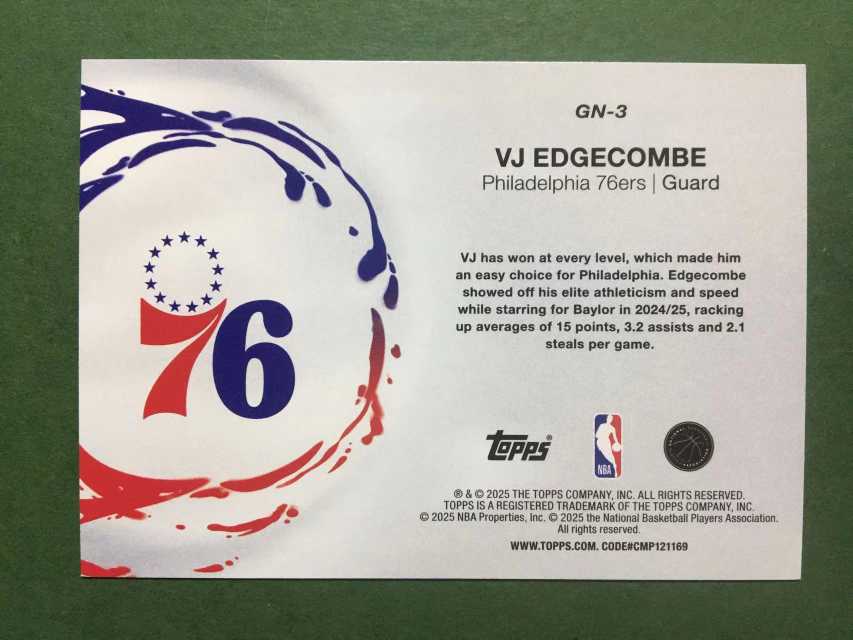 GN-3
VJ EDGECOMBE
Philadelphia 76ers | Guard
VJ has won at every level, which made him
an easy choice for Philadelphia. Edgecombe
showed off his elite athleticism and speed
while starring for Baylor in 2024/25, racking
up averages of 15 points, 3.2 assists and 2.1
steals per game.
76
Topps®
NBA
® & © 2025 THE TOPPS COMPANY, INC. ALL RIGHTS RESERVED.
TOPPS IS A REGISTERED TRADEMARK OF THE TOPPS COMPANY, INC.
© 2025 NBA Properties, Inc. © 2025 the National Basketball Players Association.
All rights reserved.
WWW.TOPPS.COM. CODE#CMP121169